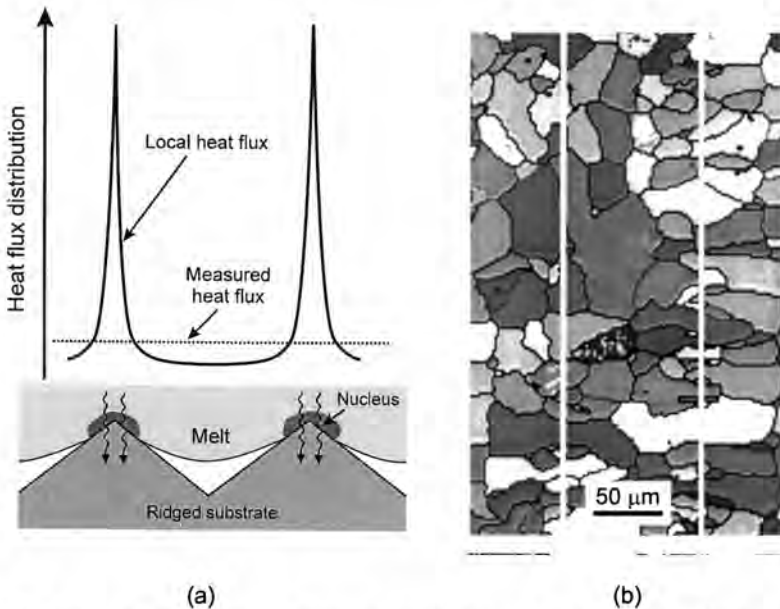 Heat flux distribution
Local heat flux
Measured
heat flux
Nucleus
Melt
Ridged substrate
(a)
50 μm
(b)